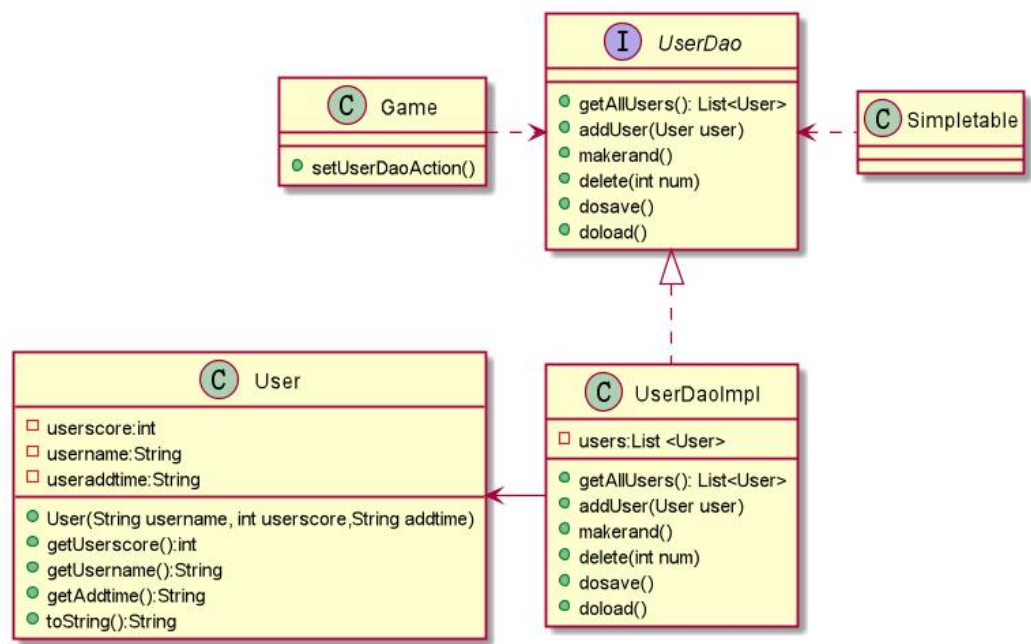 I UserDao
getAllUsers(): List<User>
addUser(User user)
makerand()
delete(int num)
dosave()
doload()
C Game
setUserDaoAction()
C Simpletable
C User
userscore:int
username:String
useraddtime:String
User(String username, int userscore,String addtime)
getUserscore():int
getUsername():String
getAddtime():String
toString():String
C UserDaoImpl
users:List <User>
getAllUsers(): List<User>
addUser(User user)
makerand()
delete(int num)
dosave()
doload()